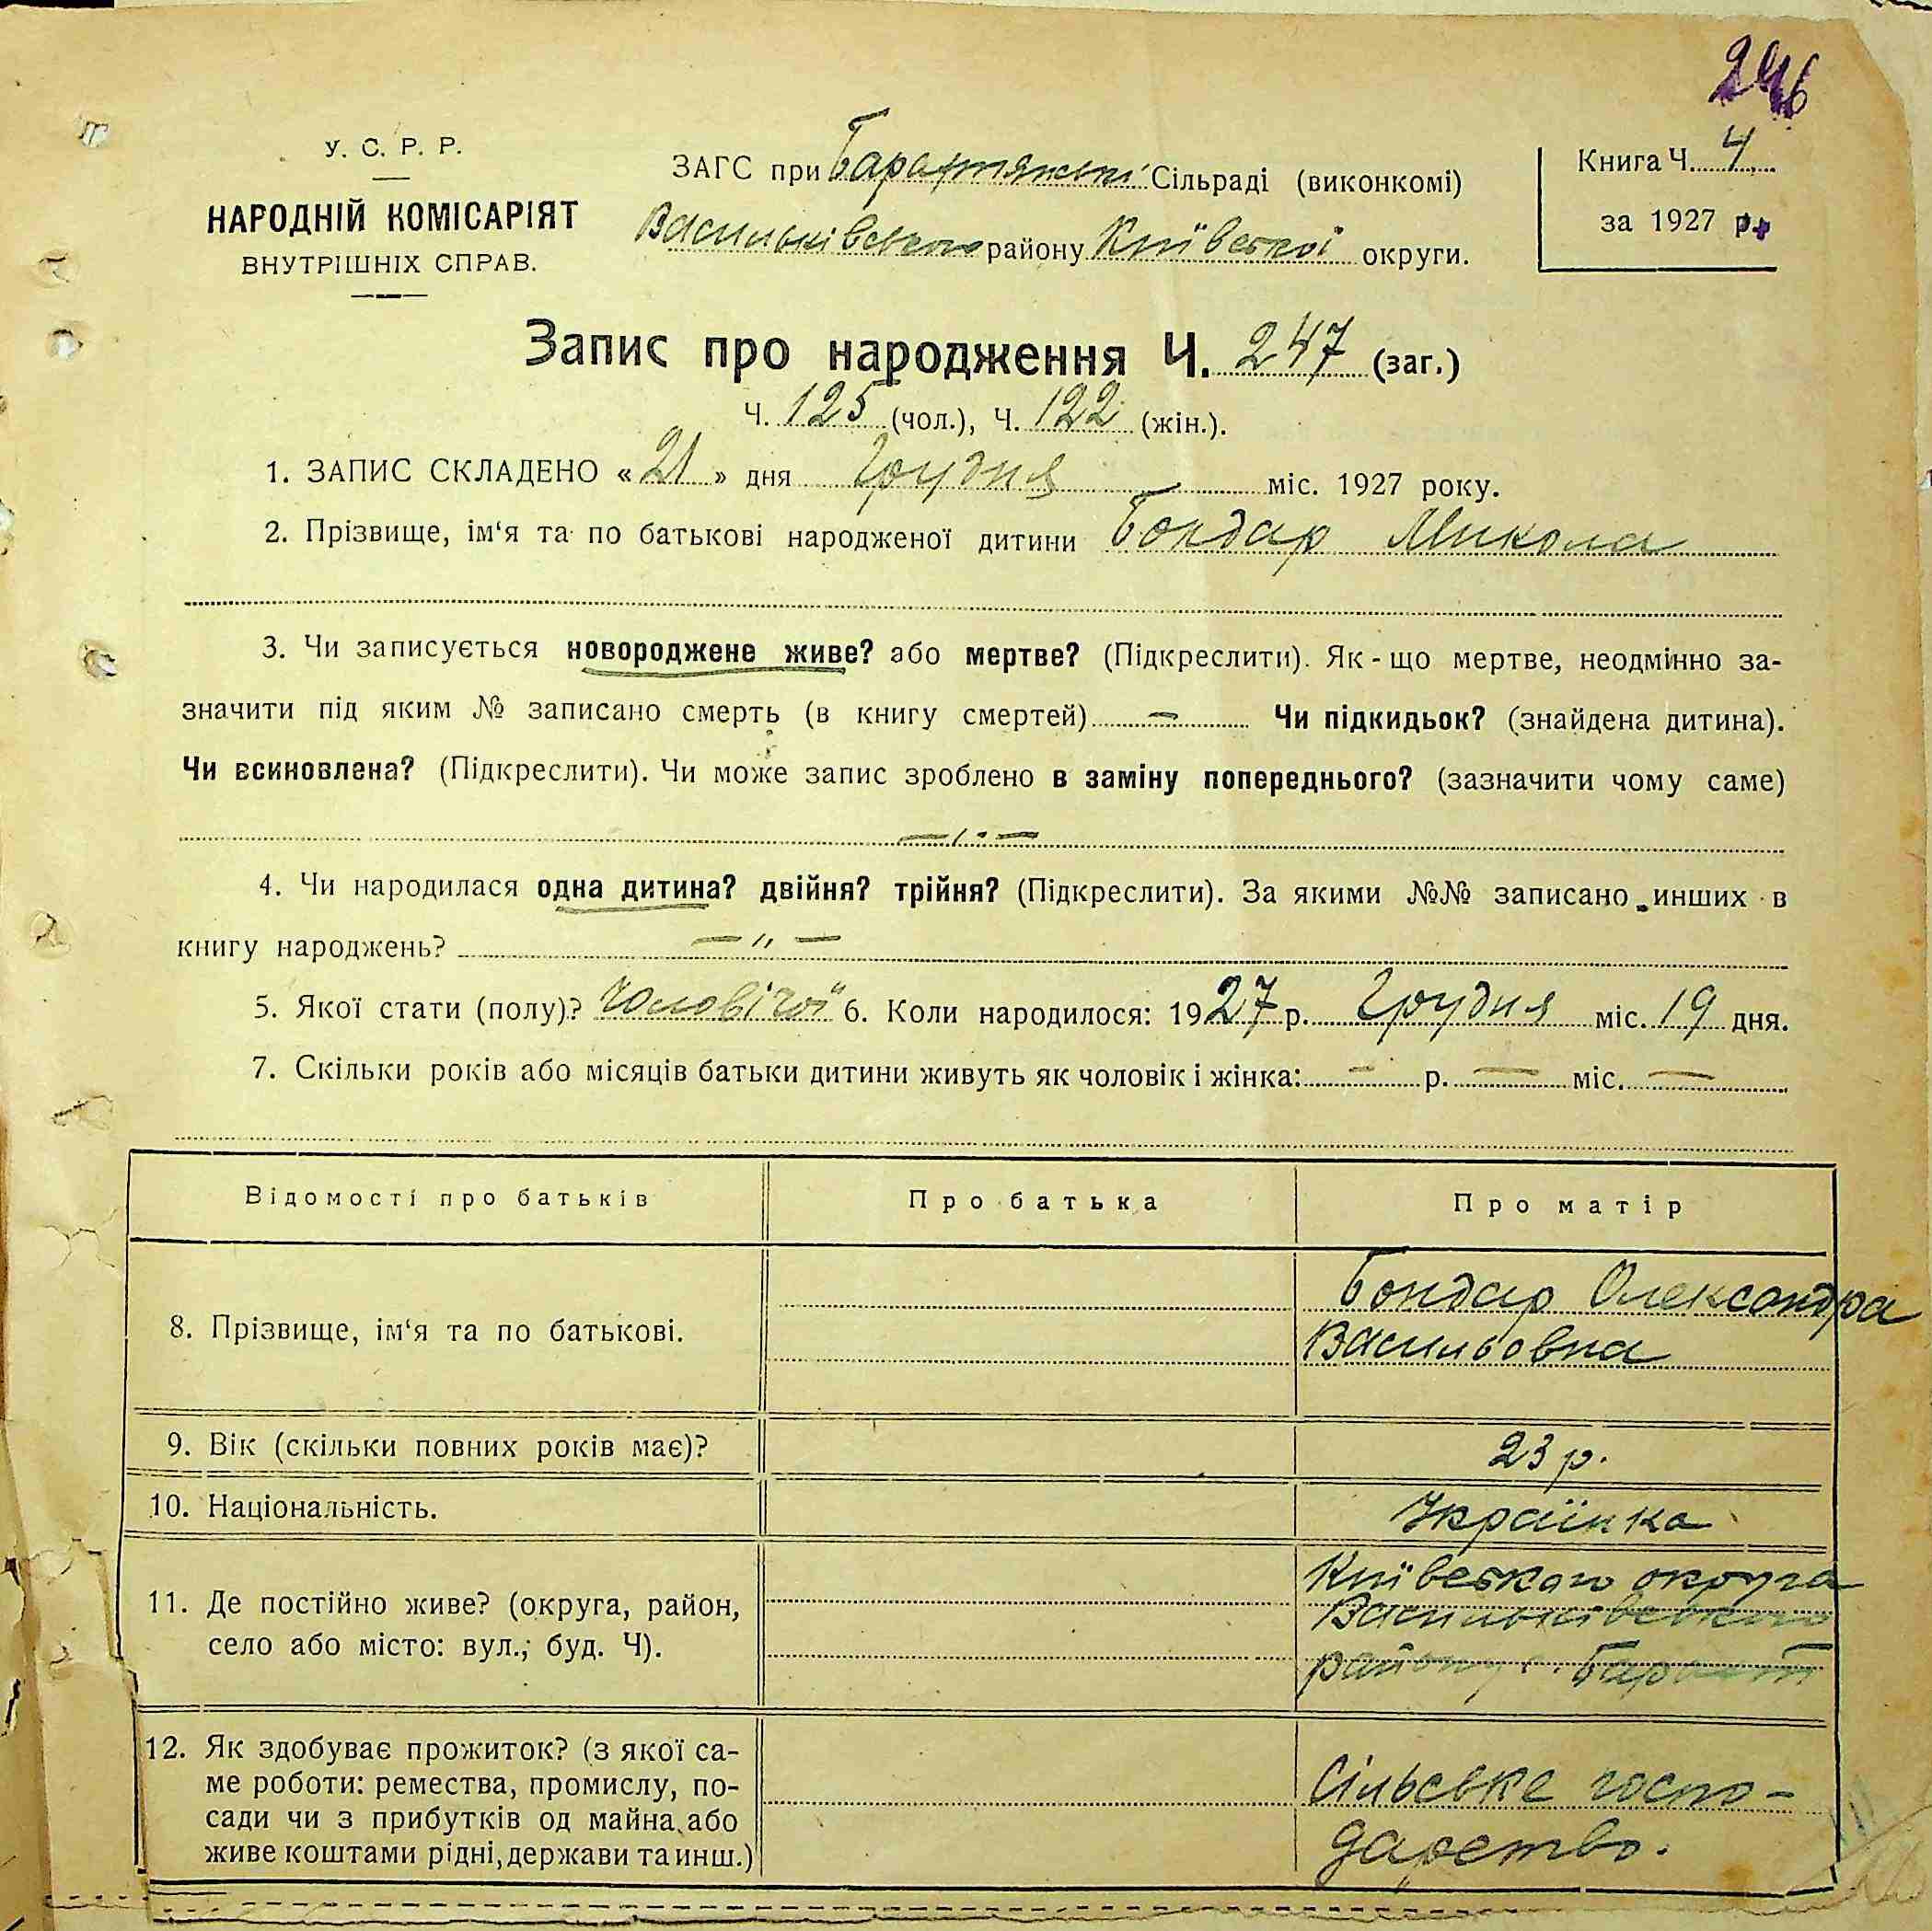 246
У. С. Р. Р.
НАРОДНІЙ КОМІСАРІЯТ
ВНУТРІШНІХ СПРАВ.
ЗАГС при Барахтянські Сільраді (виконкомі)
Васильківського району Київської округи.
Книга Ч. 4
за 1927 р.
Запис про народження Ч. 247 (заг.)
Ч. 125 (чол.), Ч. 122 (жін.).
1. ЗАПИС СКЛАДЕНО « 21 » дня Грудня міс. 1927 року.
2. Прізвище, ім‘я та по батькові народженої дитини Бондар Микола
3. Чи записується новороджене живе? або мертве? (Підкреслити). Як-що мертве, неодмінно за-
значити під яким № записано смерть (в книгу смертей) — Чи підкидьок? (знайдена дитина).
Чи всиновлена? (Підкреслити). Чи може запис зроблено в заміну попереднього? (зазначити чому саме)
4. Чи народилася одна дитина? двійня? трійня? (Підкреслити). За якими №№ записано инших в
книгу народжень? — „ —
5. Якої стати (полу)? Чоловічої 6. Коли народилося: 1927 р. Грудня міс. 19 дня.
7. Скільки років або місяців батьки дитини живуть як чоловік і жінка: — р. — міс. —
Відомості про батьків
Про батька
Про матір
8. Прізвище, ім‘я та по батькові.
Бондар Олександра
Васильовна
9. Вік (скільки повних років має)?
23 р.
10. Національність.
Українка
11. Де постійно живе? (округа, район,
село або місто: вул., буд. Ч).
округа
Васильківського
району с.
12. Як здобуває прожиток? (з якої са-
ме роботи: ремества, промислу, по-
сади чи з прибутків од майна, або
живе коштами рідні, держави та инш.)
Сільське госпо-
дарство.